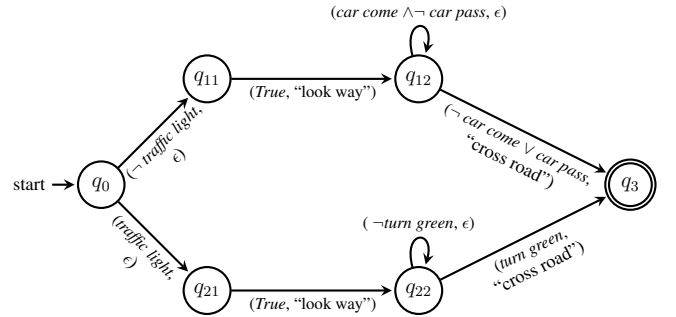 (car come ∧¬ car pass, ϵ)
q11
(True, “look way”)
q12
(¬ traffic light,
ϵ)
(¬ car come ∨ car pass,
“cross road”)
start
q0
q3
(traffic light,
ϵ)
( ¬turn green, ϵ)
(turn green,
“cross road”)
q21
(True, “look way”)
q22